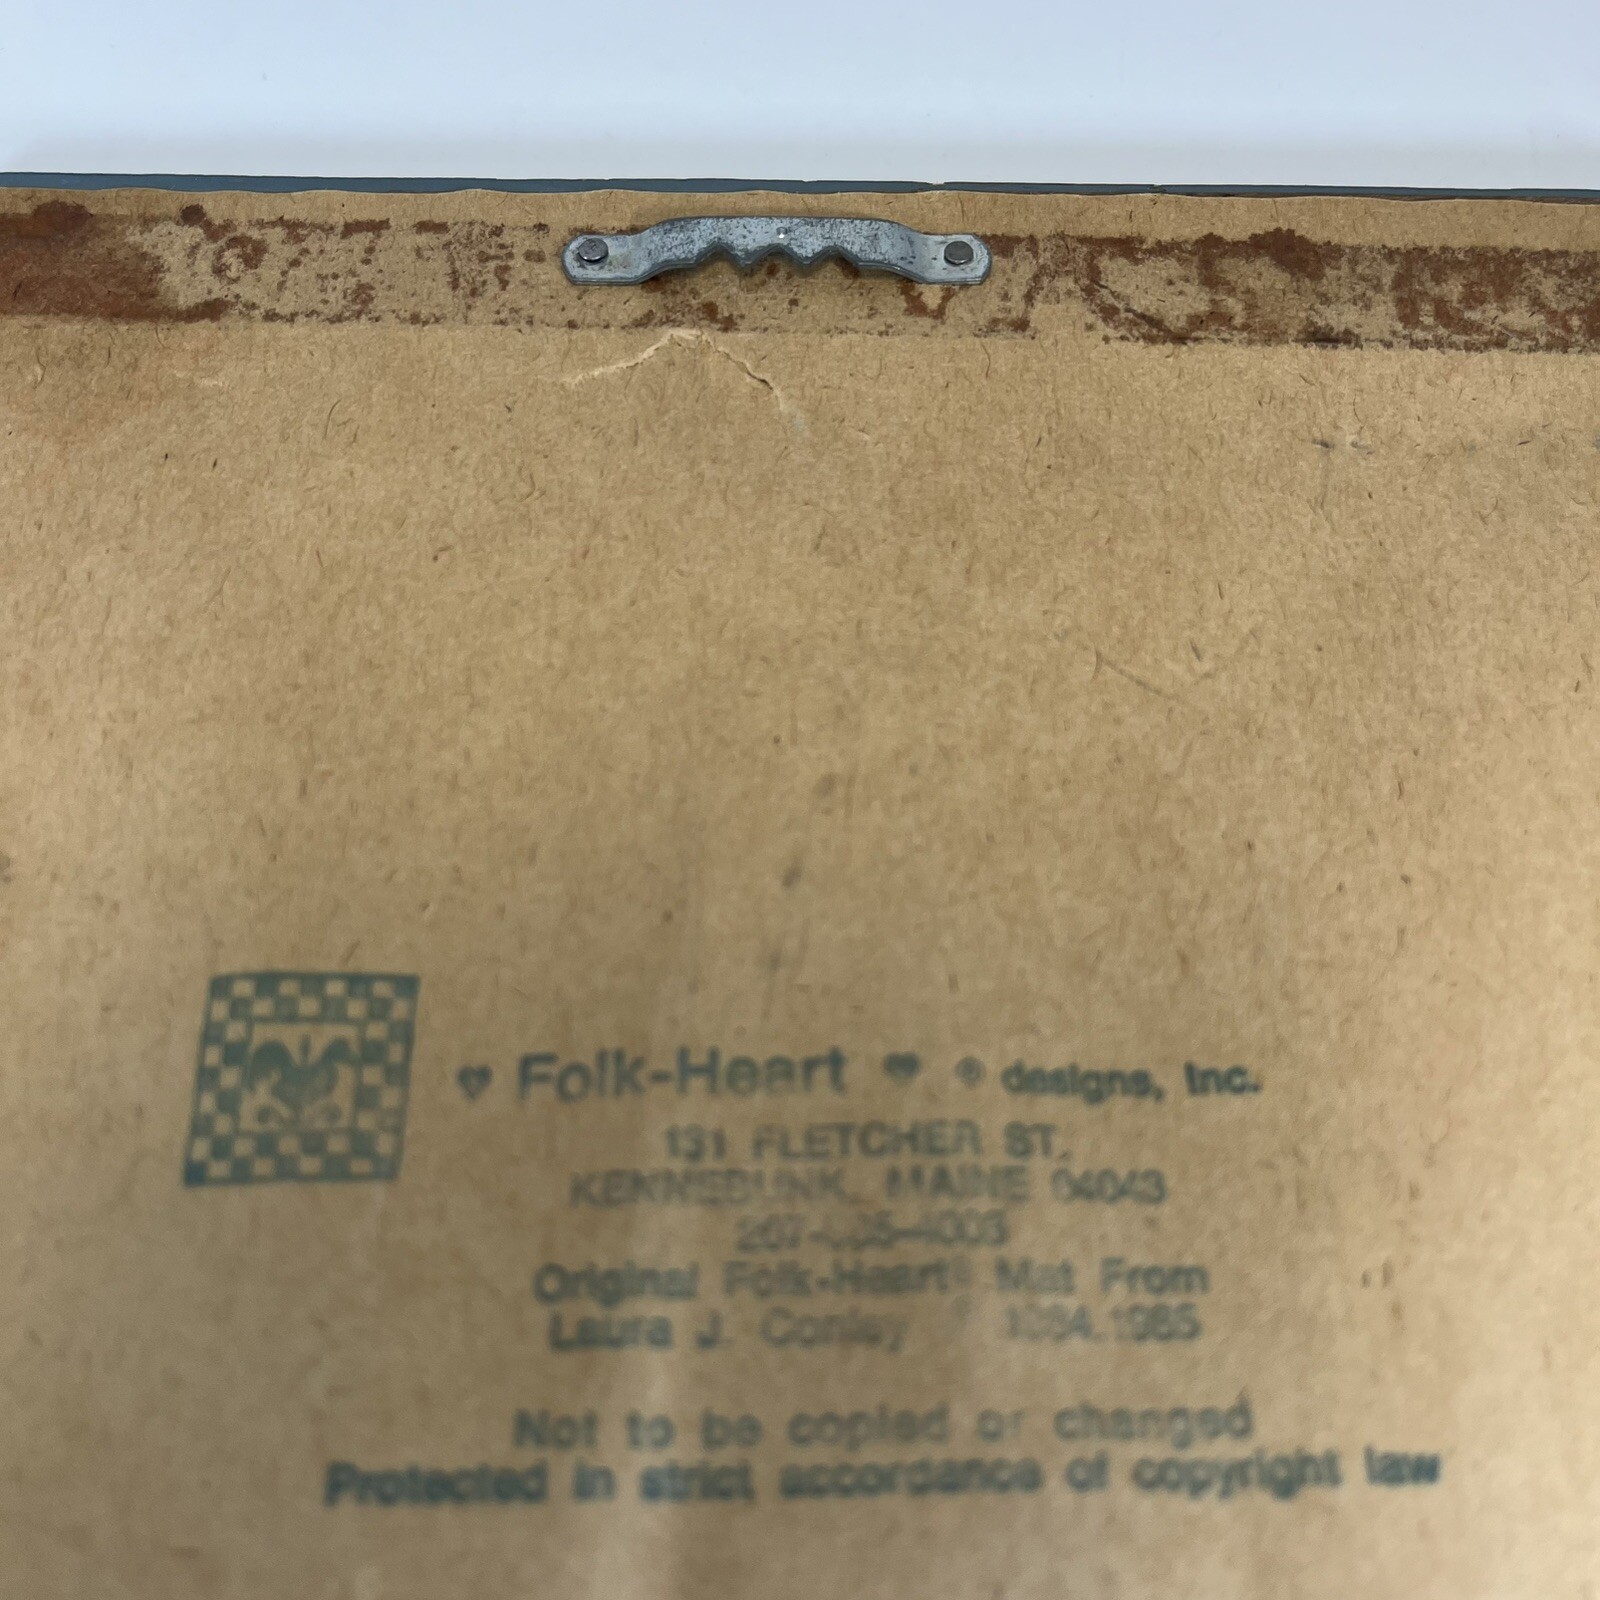 ♥ Folk-Heart ♥ ® designs, Inc.
131 FLETCHER ST.
KENNEBUNK, MAINE 04043
Original Folk-Heart® Mat From
Laura J. Conley 1984, 1985
Not to be copied or changed
Protected in strict accordance of copyright law